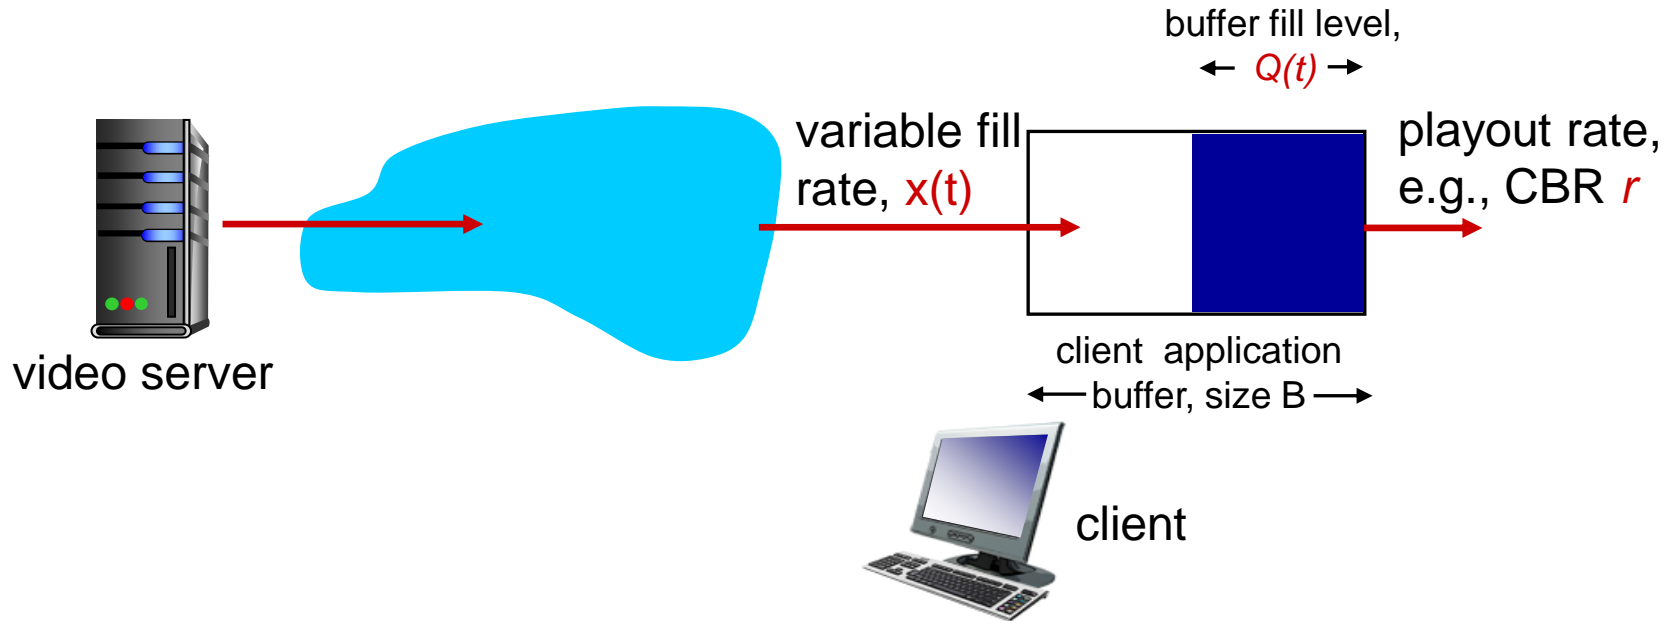 buffer fill level,
Q(t)
variable fill
rate, x(t)
playout rate,
e.g., CBR r
video server
client application
buffer, size B
client